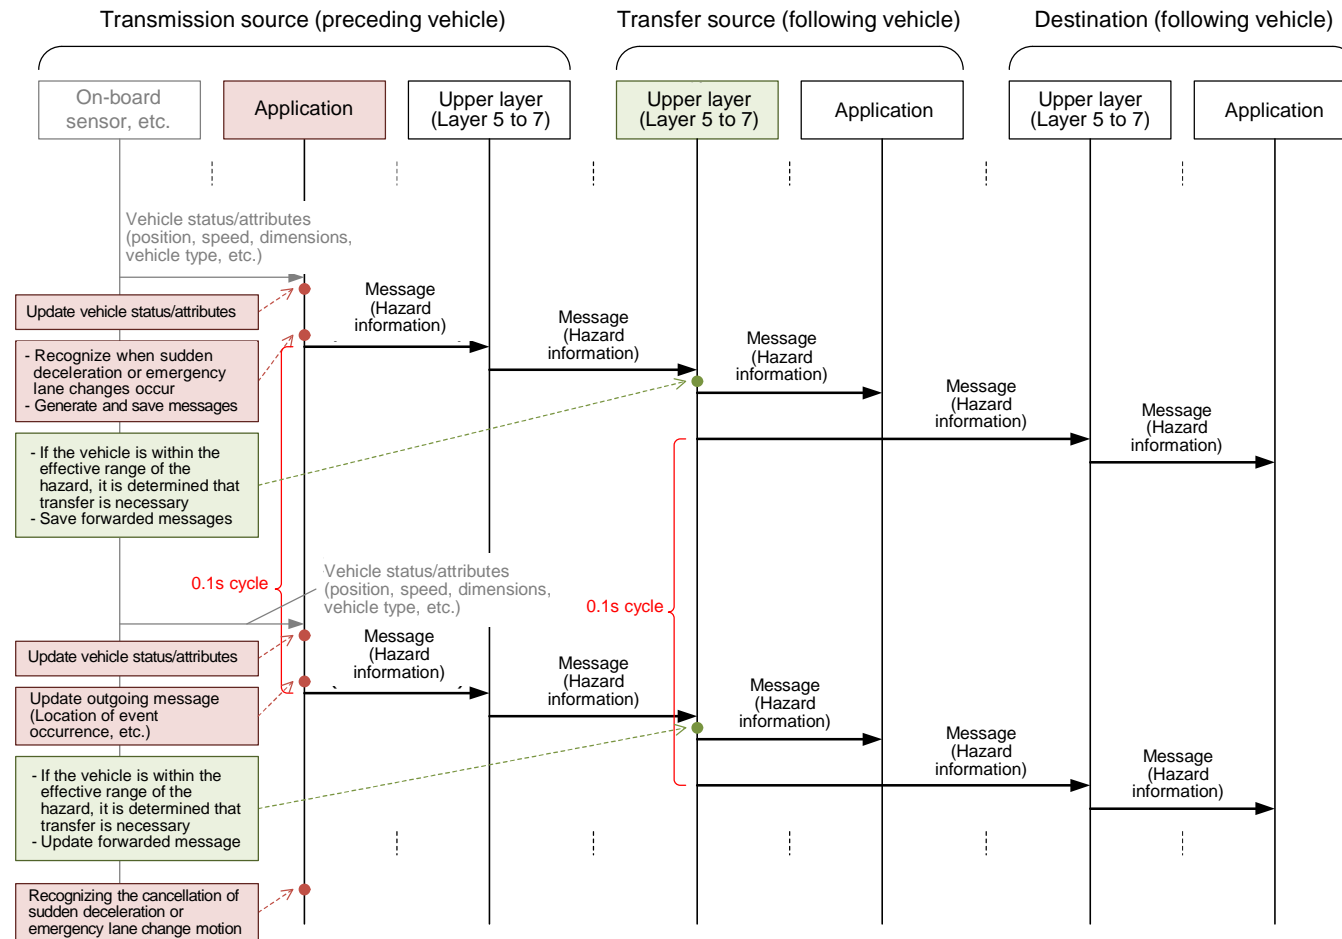 Transmission source (preceding vehicle)
Transfer source (following vehicle)
Destination (following vehicle)
On-board
sensor, etc.
Application
Upper layer
(Layer 5 to 7)
Upper layer
(Layer 5 to 7)
Application
Upper layer
(Layer 5 to 7)
Application
Vehicle status/attributes
(position, speed, dimensions,
vehicle type, etc.)
Update vehicle status/attributes
Message
(Hazard
information)
Message
(Hazard
information)
Message
(Hazard
information)
Message
(Hazard
information)
Message
(Hazard
information)
- Recognize when sudden
deceleration or emergency
lane changes occur
- Generate and save messages
- If the vehicle is within the
effective range of the
hazard, it is determined that
transfer is necessary
- Save forwarded messages
0.1s cycle
Vehicle status/attributes
(position, speed, dimensions,
vehicle type, etc.)
0.1s cycle
Update vehicle status/attributes
Message
(Hazard
information)
Message
(Hazard
information)
Message
(Hazard
information)
Message
(Hazard
information)
Message
(Hazard
information)
Update outgoing message
(Location of event
occurrence, etc.)
- If the vehicle is within the
effective range of the
hazard, it is determined that
transfer is necessary
- Update forwarded message
Recognizing the cancellation of
sudden deceleration or
emergency lane change motion